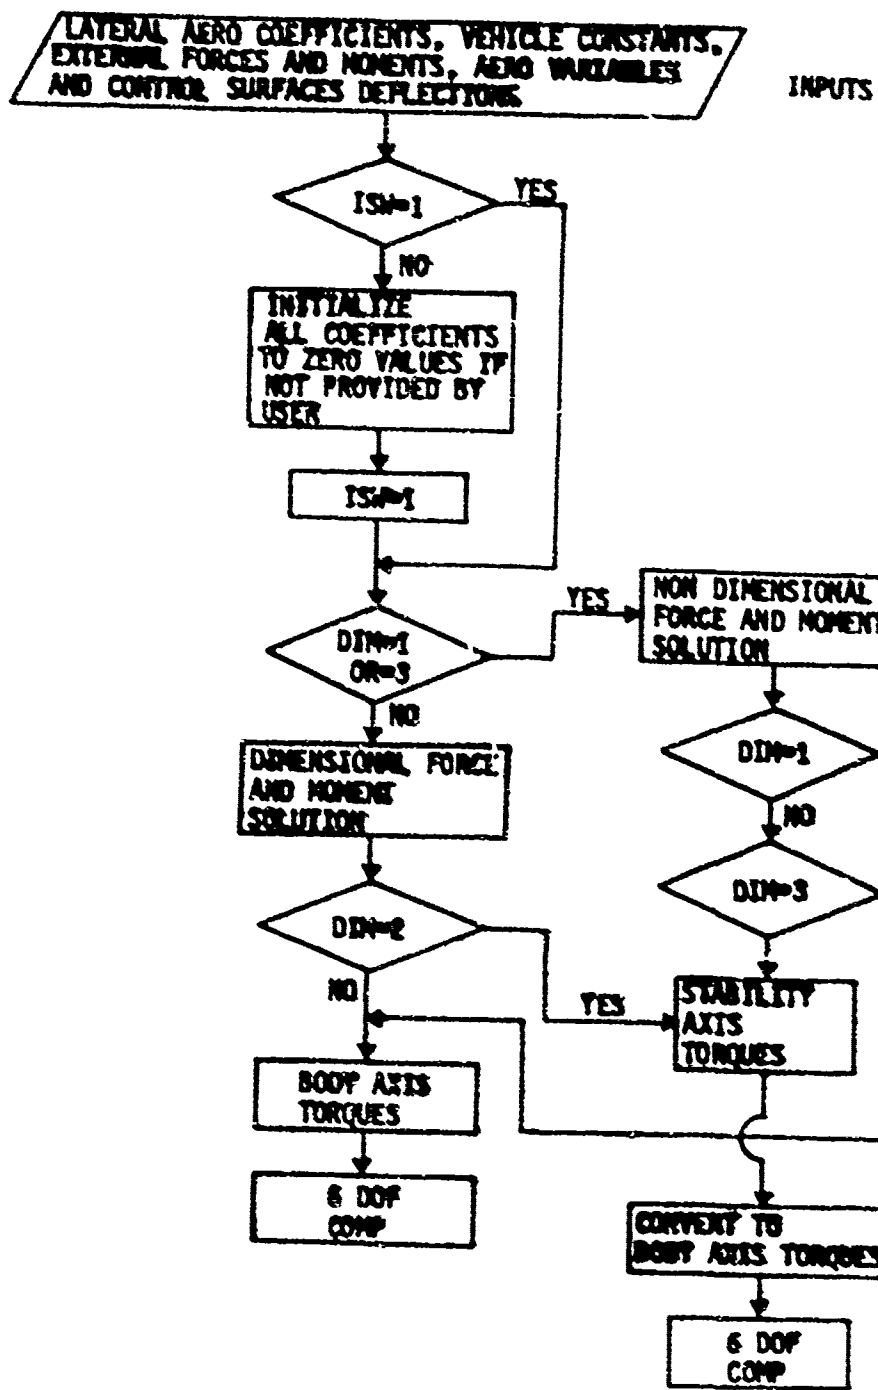 LATERAL AERO COEFFICIENTS, VEHICLE CONSTANTS,
EXTERNAL FORCES AND MOMENTS, AERO VARIABLES
AND CONTROL SURFACES DEFLECTIONS
INPUTS
ISW=1
YES
NO
INITIALIZE
ALL COEFFICIENTS
TO ZERO VALUES IF
NOT PROVIDED BY
USER
ISW=1
DIM=1
OR=3
YES
NON DIMENSIONAL
FORCE AND MOMENT
SOLUTION
NO
DIMENSIONAL FORCE
AND MOMENT
SOLUTION
DIM=1
NO
DIM=3
DIM=2
NO
YES
STABILITY
AXIS
TORQUES
BODY AXIS
TORQUES
6 DOF
COMP
CONVERT TO
BODY AXIS TORQUES
6 DOF
COMP